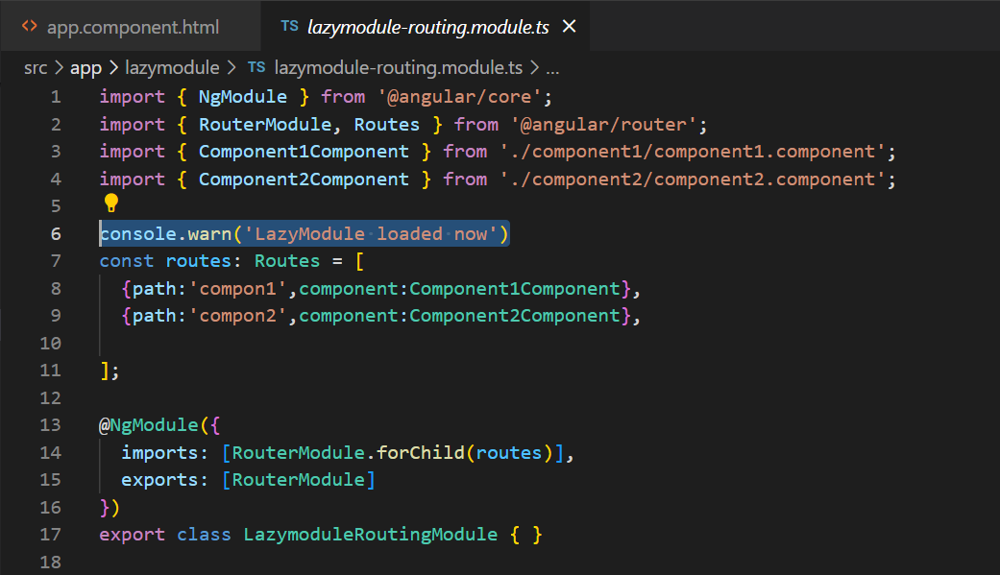 <> app.component.html
TS lazymodule-routing.module.ts ×
src > app > lazymodule > TS lazymodule-routing.module.ts > ...
1 import { NgModule } from '@angular/core';
2 import { RouterModule, Routes } from '@angular/router';
3 import { Component1Component } from './component1/component1.component';
4 import { Component2Component } from './component2/component2.component';
5
6 console.warn('LazyModule·loaded·now')
7 const routes: Routes = [
8   {path:'compon1',component:Component1Component},
9   {path:'compon2',component:Component2Component},
10
11 ];
12
13 @NgModule({
14   imports: [RouterModule.forChild(routes)],
15   exports: [RouterModule]
16 })
17 export class LazymoduleRoutingModule { }
18